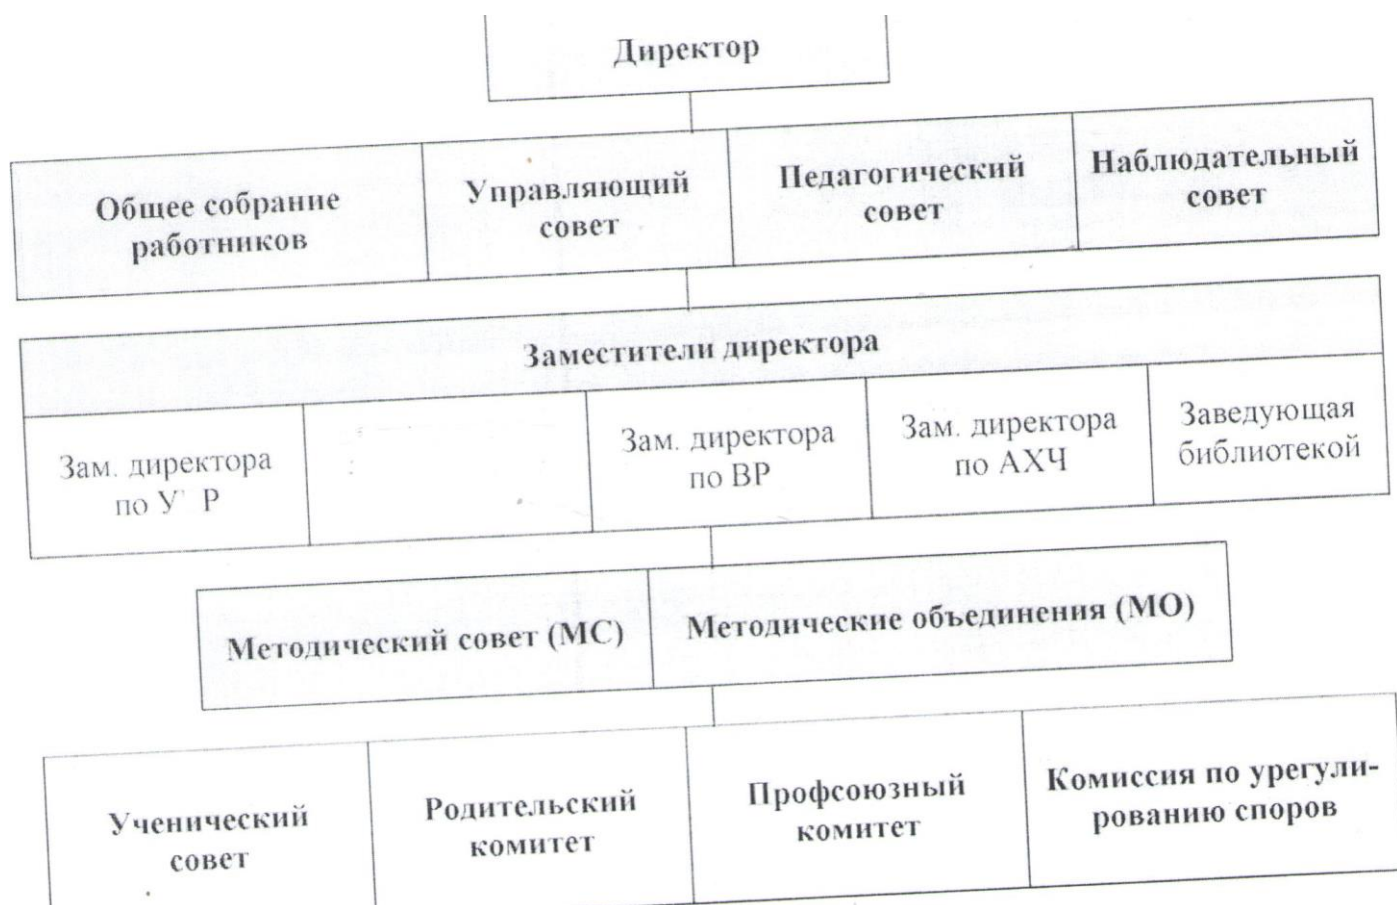 Директор
Общее собрание
работников
Управляющий
совет
Педагогический
совет
Наблюдательный
совет
Заместители директора
Зам. директора
по
Зам. директора
по ВР
Зам. директора
по АХЧ
Заведующая
библиотекой
Методический совет (МС)
Методические объединения (МО)
Ученический
совет
Родительский
комитет
Профсоюзный
комитет
Комиссия по урегули-
рованию споров